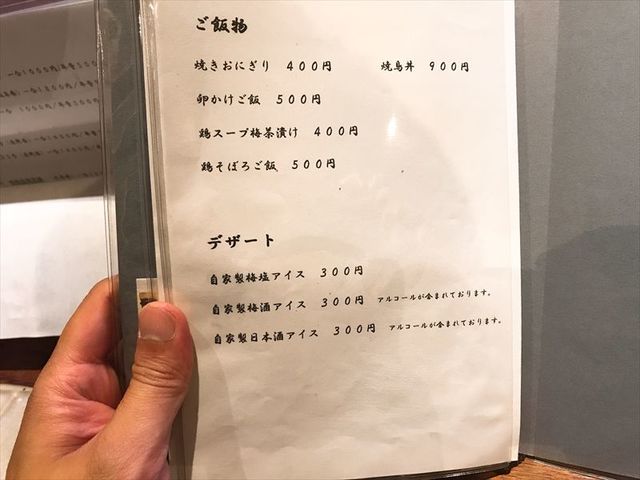 ご飯物
焼きおにぎり 400円 焼鳥丼 900円
卵かけご飯 500円
鶏スープ梅茶漬け 400円
鶏そぼろご飯 500円
デザート
自家製梅塩アイス 300円
自家製梅酒アイス 300円 アルコールが含まれております。
自家製日本酒アイス 300円 アルコールが含まれております。